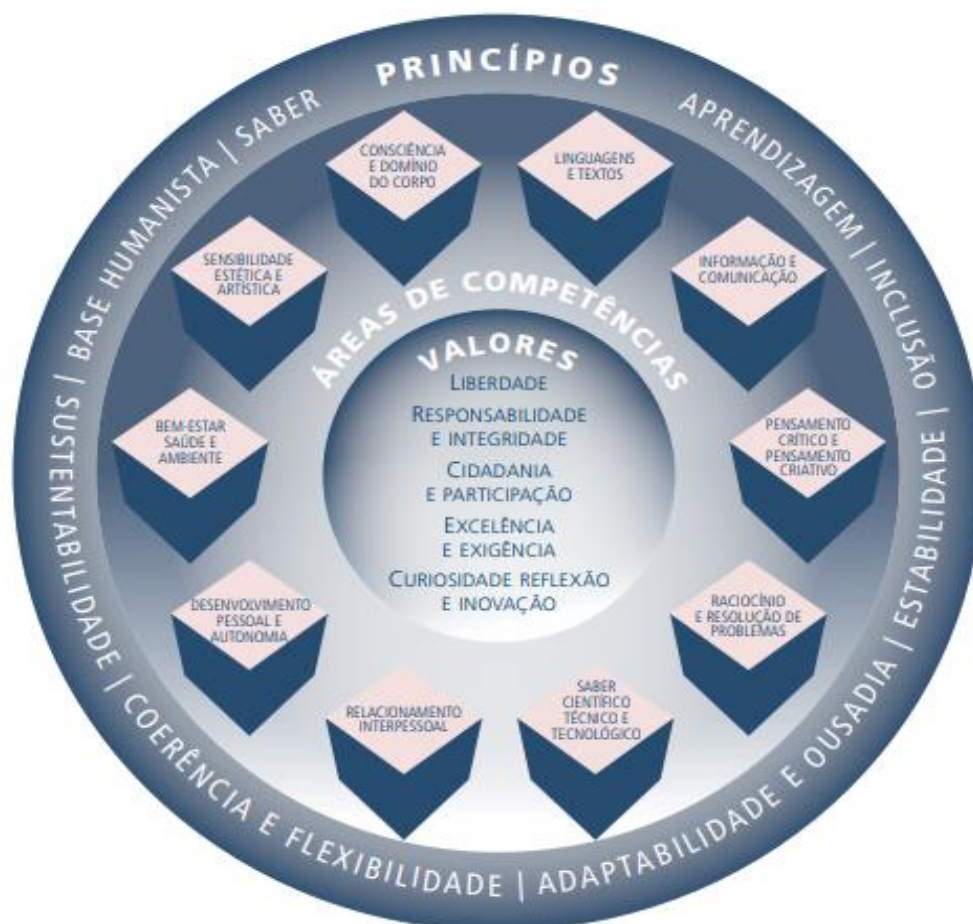 PRINCÍPIOS
APRENDIZAGEM | INCLUSÃO | ESTABILIDADE | ADAPTABILIDADE E OUSADIA | COERÊNCIA E FLEXIBILIDADE | SUSTENTABILIDADE | BASE HUMANISTA | SABER
ÁREAS DE COMPETÊNCIAS
LINGUAGENS
E TEXTOS
INFORMAÇÃO E
COMUNICAÇÃO
PENSAMENTO
CRÍTICO E
PENSAMENTO
CRIATIVO
RACIOCÍNIO
E RESOLUÇÃO DE
PROBLEMAS
SABER
CIENTÍFICO
TÉCNICO E
TECNOLÓGICO
RELACIONAMENTO
INTERPESSOAL
DESENVOLVIMENTO
PESSOAL E
AUTONOMIA
BEM-ESTAR
SAÚDE E
AMBIENTE
SENSIBILIDADE
ESTÉTICA E
ARTÍSTICA
CONSCIÊNCIA
E DOMÍNIO
DO CORPO
VALORES
LIBERDADE
RESPONSABILIDADE
E INTEGRIDADE
CIDADANIA
E PARTICIPAÇÃO
EXCELÊNCIA
E EXIGÊNCIA
CURIOSIDADE REFLEXÃO
E INOVAÇÃO